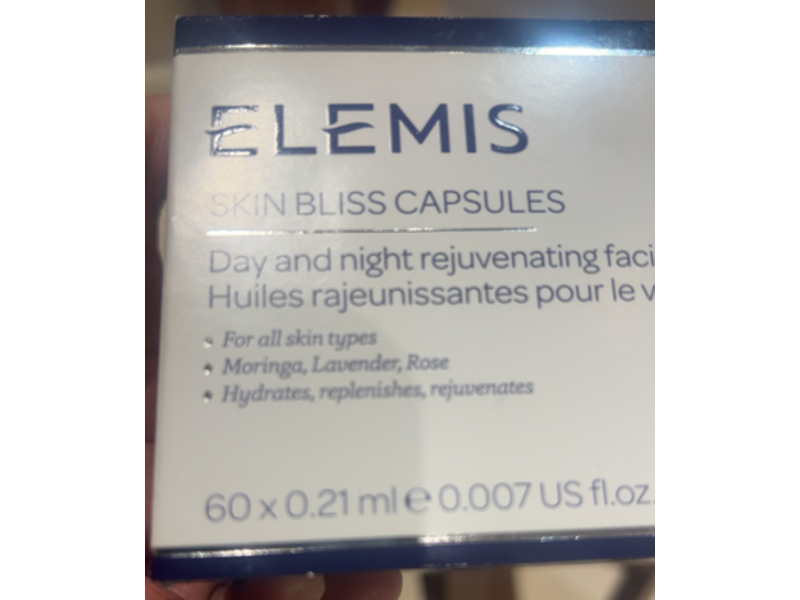 ELEMIS
SKIN BLISS CAPSULES
Day and night rejuvenating faci
Huiles rajeunissantes pour le v
For all skin types
Moringa, Lavender, Rose
Hydrates, replenishes, rejuvenates
60 x 0.21 ml ℮ 0.007 US fl.oz.